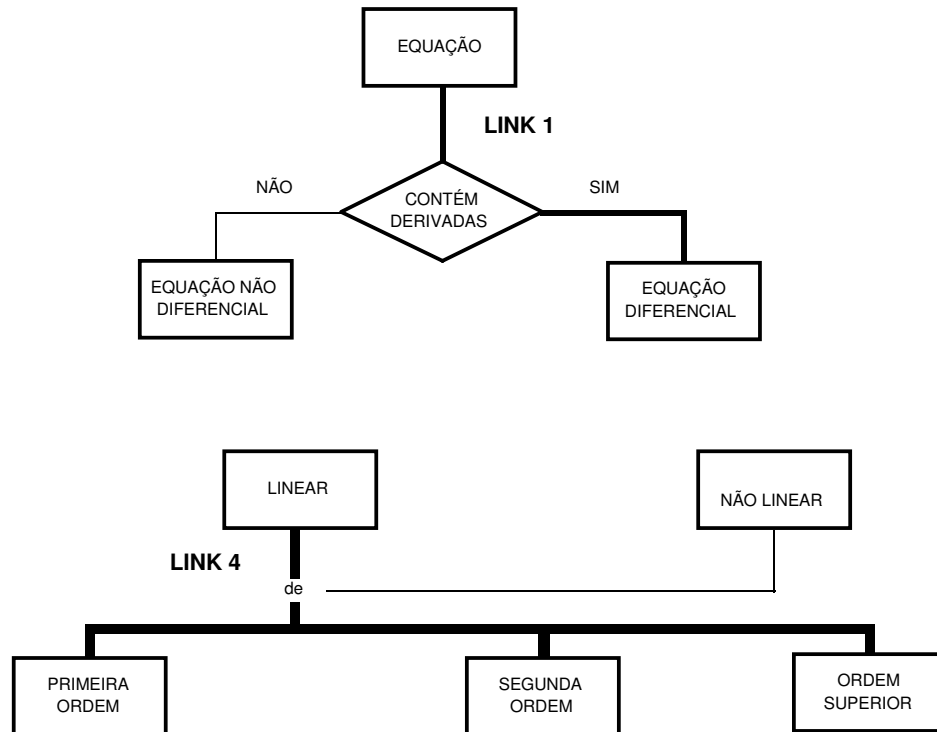 EQUAÇÃO
LINK 1
NÃO
SIM
CONTÉM
DERIVADAS
EQUAÇÃO NÃO
DIFERENCIAL
EQUAÇÃO
DIFERENCIAL
LINEAR
NÃO LINEAR
LINK 4
de
PRIMEIRA
ORDEM
SEGUNDA
ORDEM
ORDEM
SUPERIOR